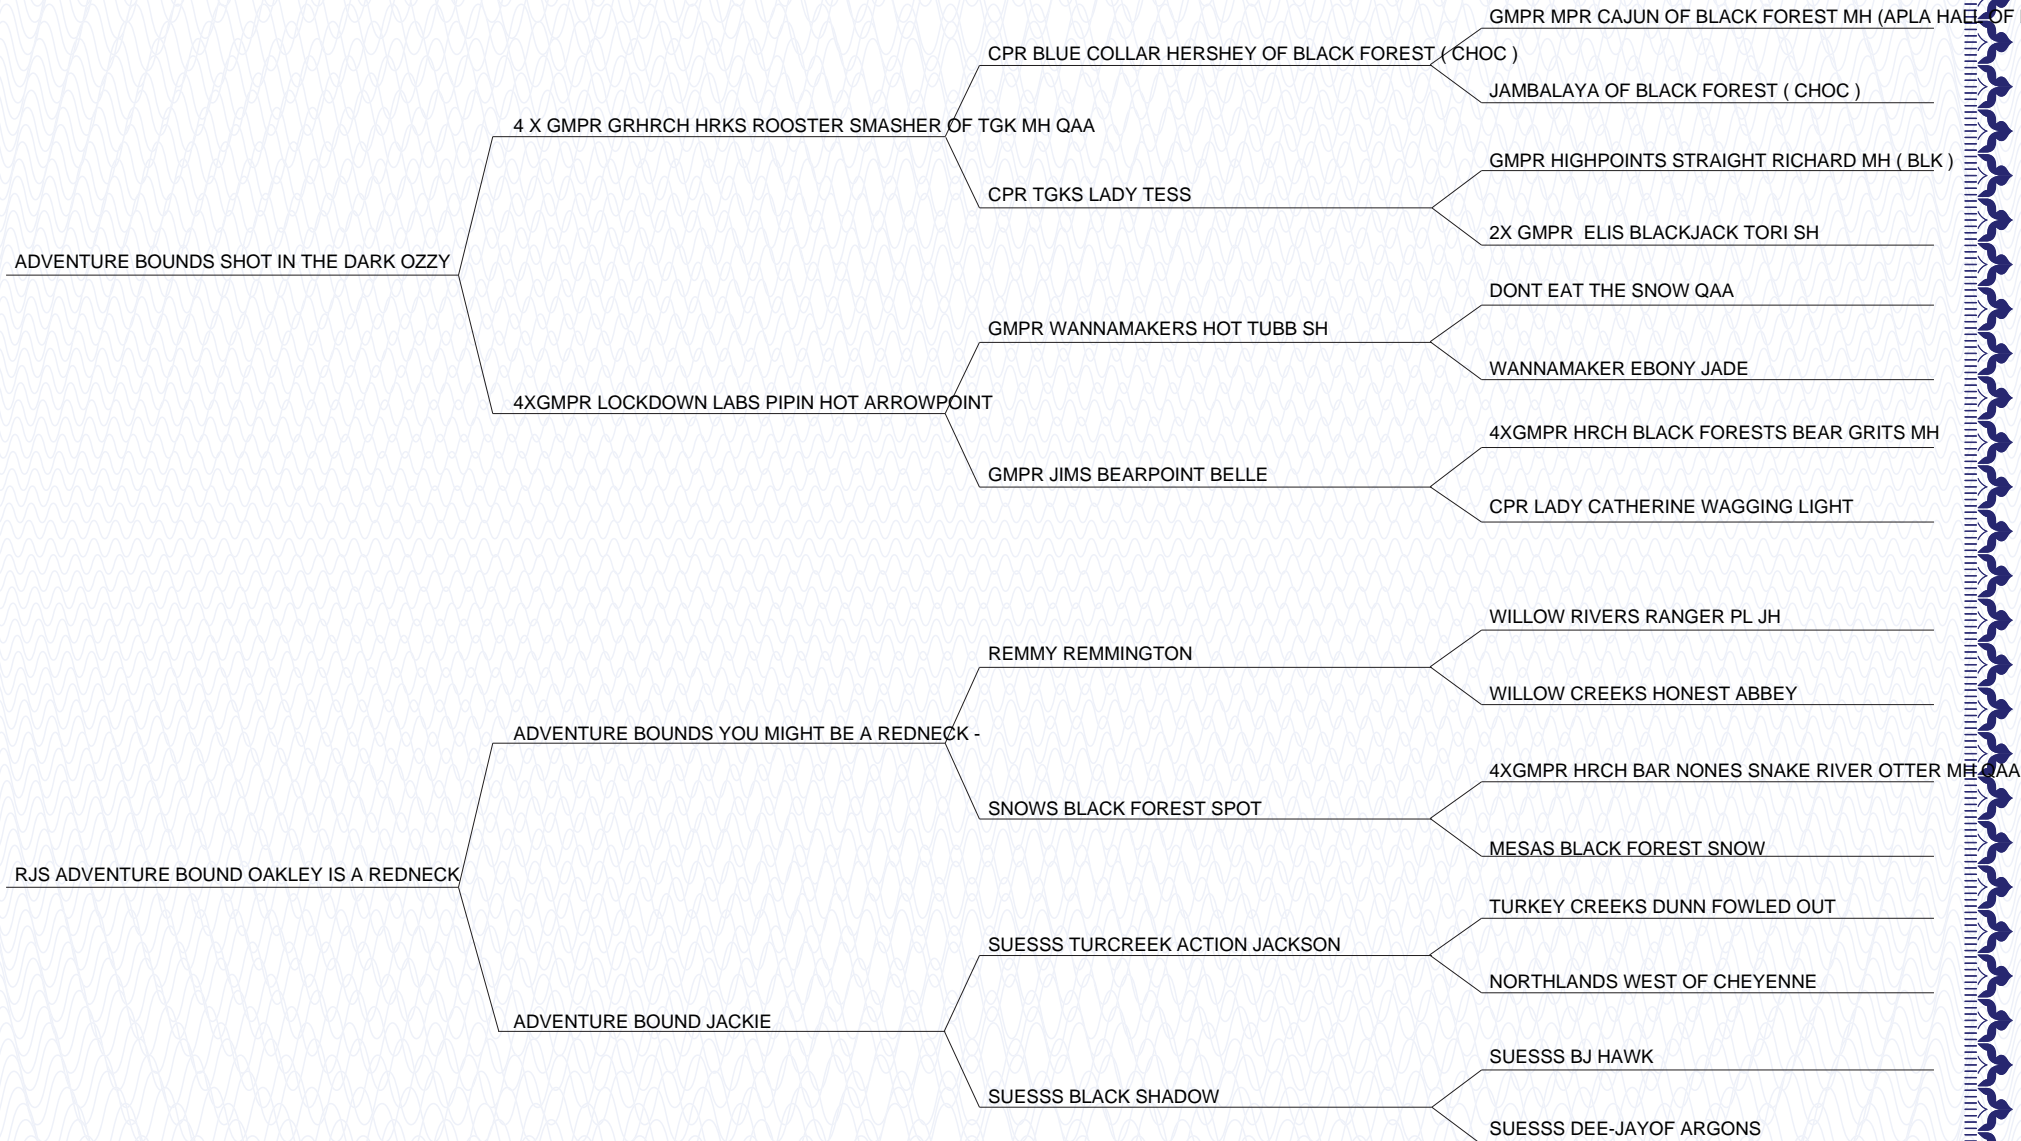 GMPR MPR CAJUN OF BLACK FOREST MH (APLA HALL OF
CPR BLUE COLLAR HERSHEY OF BLACK FOREST ( CHOC )
JAMBALAYA OF BLACK FOREST ( CHOC )
4 X GMPR GRHRCH HRKS ROOSTER SMASHER OF TGK MH QAA
GMPR HIGHPOINTS STRAIGHT RICHARD MH ( BLK )
CPR TGKS LADY TESS
2X GMPR  ELIS BLACKJACK TORI SH
ADVENTURE BOUNDS SHOT IN THE DARK OZZY
DONT EAT THE SNOW QAA
GMPR WANNAMAKERS HOT TUBB SH
WANNAMAKER EBONY JADE
4XGMPR LOCKDOWN LABS PIPIN HOT ARROWPOINT
4XGMPR HRCH BLACK FORESTS BEAR GRITS MH
GMPR JIMS BEARPOINT BELLE
CPR LADY CATHERINE WAGGING LIGHT
WILLOW RIVERS RANGER PL JH
REMMY REMMINGTON
WILLOW CREEKS HONEST ABBEY
ADVENTURE BOUNDS YOU MIGHT BE A REDNECK -
4XGMPR HRCH BAR NONES SNAKE RIVER OTTER MH QAA
SNOWS BLACK FOREST SPOT
MESAS BLACK FOREST SNOW
RJS ADVENTURE BOUND OAKLEY IS A REDNECK
TURKEY CREEKS DUNN FOWLED OUT
SUESSS TURCREEK ACTION JACKSON
NORTHLANDS WEST OF CHEYENNE
ADVENTURE BOUND JACKIE
SUESSS BJ HAWK
SUESSS BLACK SHADOW
SUESSS DEE-JAYOF ARGONS